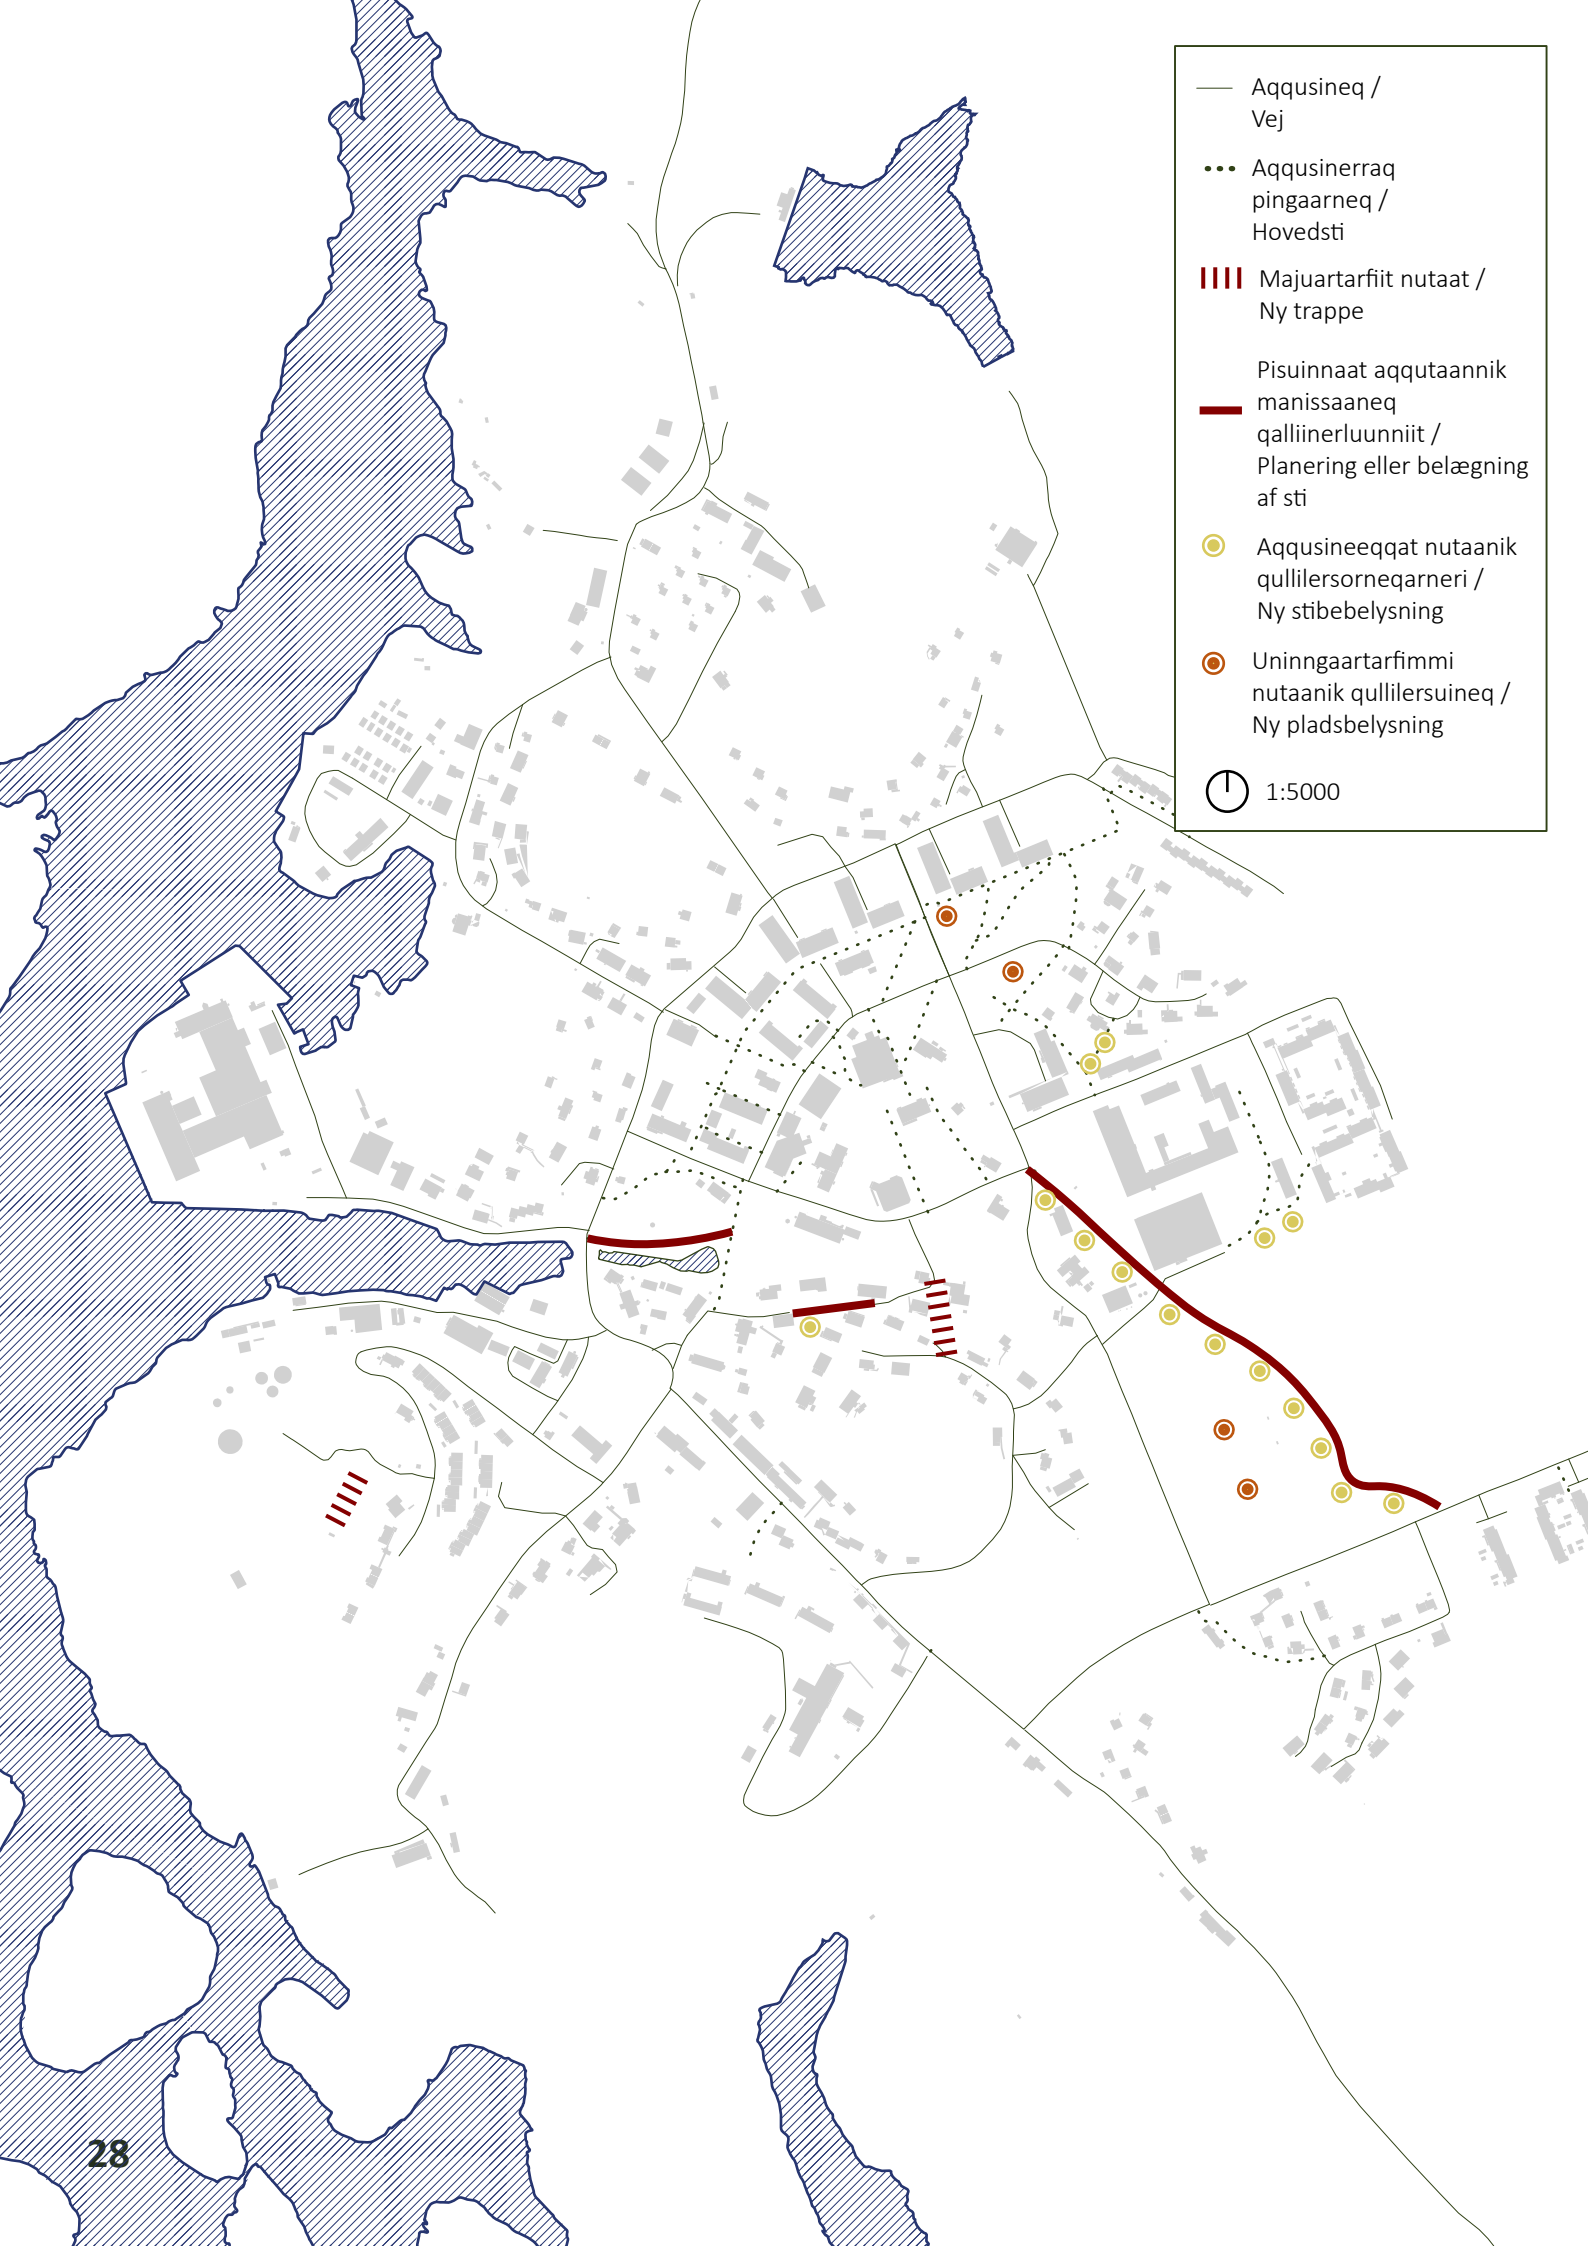 Aqqusineq /
Vej
Aqqusinerraq
pingaarneq /
Hovedsti
Majuartarfiit nutaat /
Ny trappe
Pisuinnaat aqqutaannik
manissaaneq
qalliinerluunniit /
Planering eller belægning
af sti
Aqqusineeqqat nutaanik
qullilersorneqarneri /
Ny stibebelysning
Uninngaartarfimmi
nutaanik qullilersuineq /
Ny pladsbelysning
1:5000
28